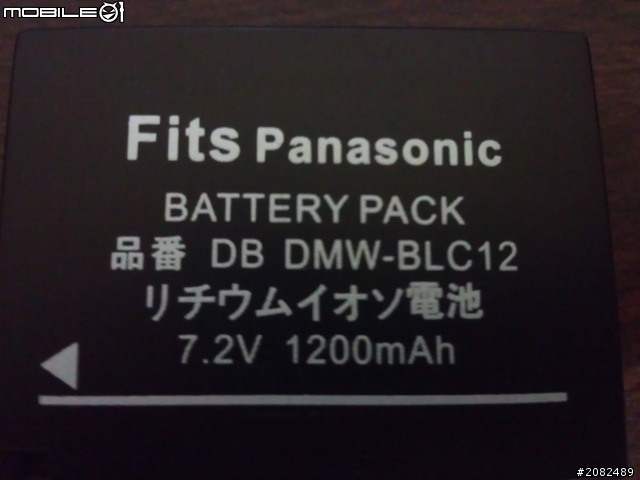 MOBILE01
Fits Panasonic
BATTERY PACK
品番 DB DMW-BLC12
リチウムイオソ電池
7.2V 1200mAh
#2082489